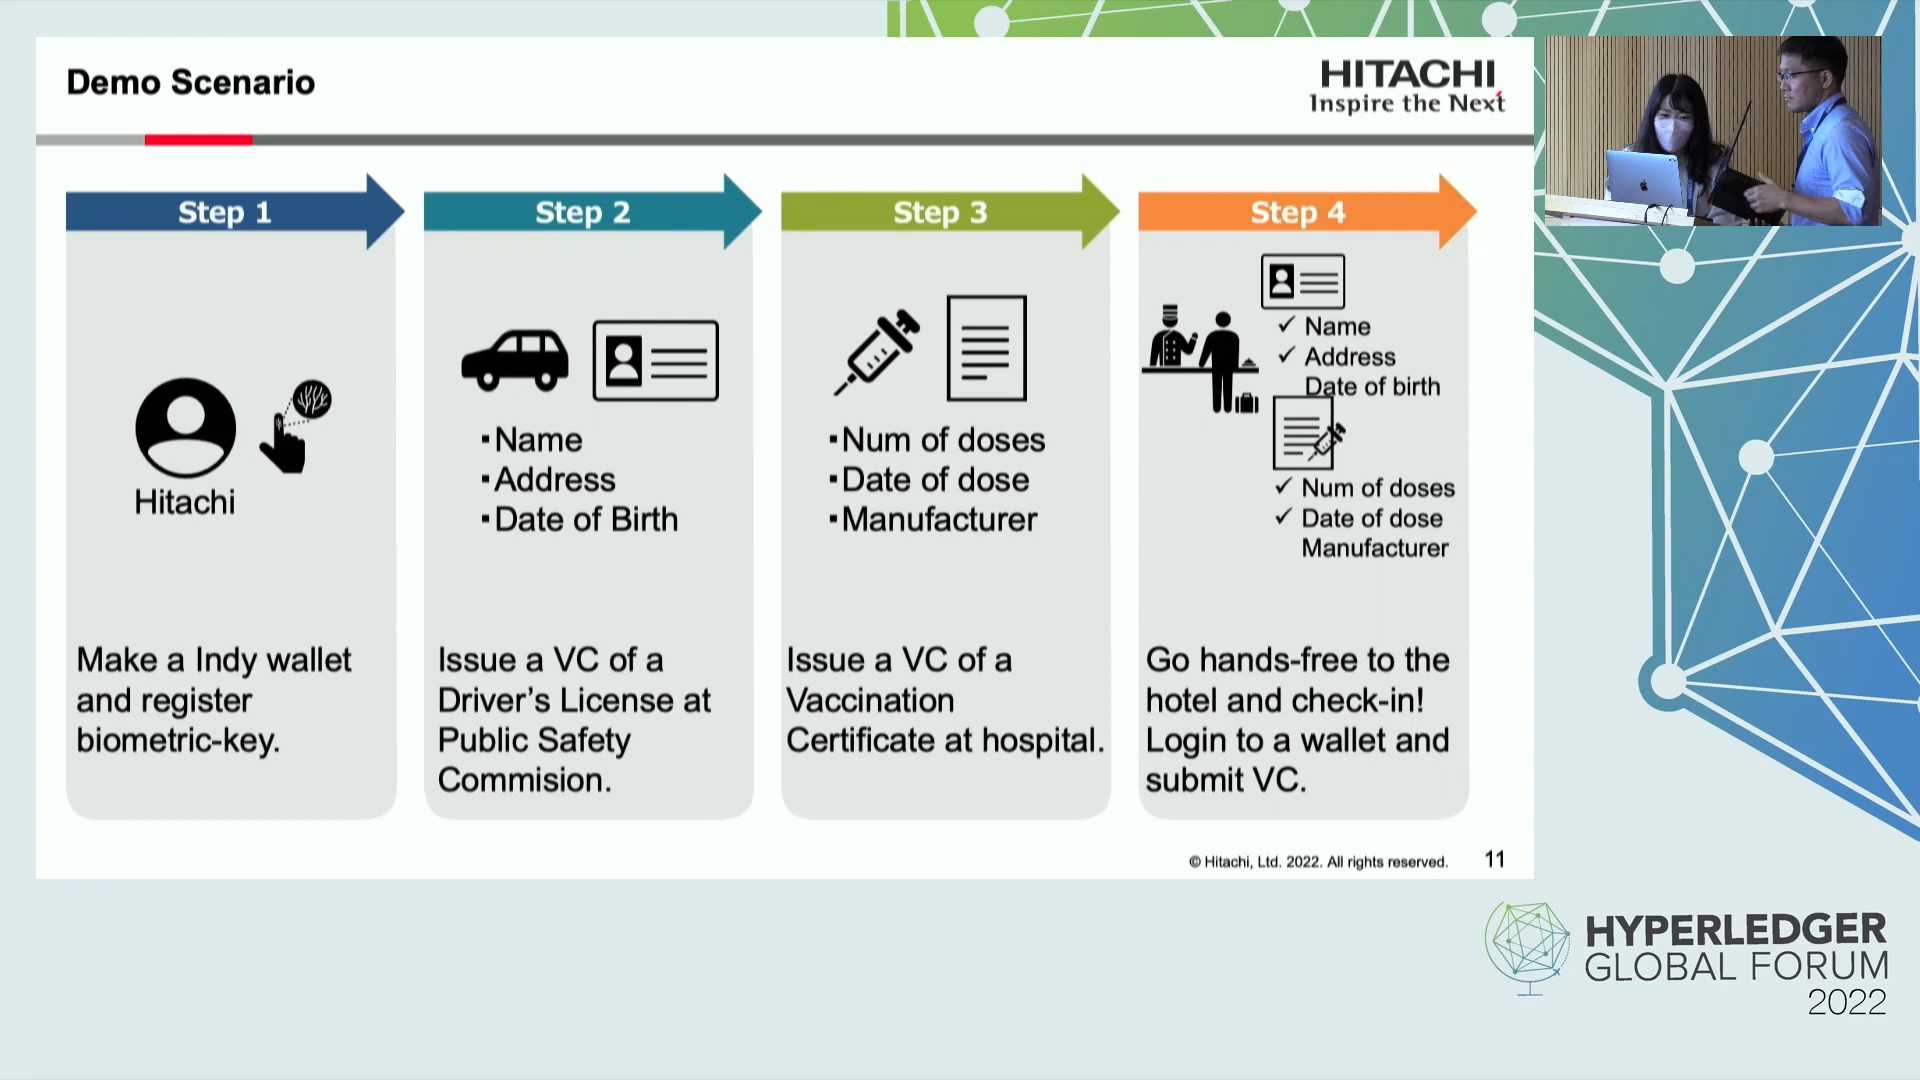 Demo Scenario
HITACHI
Inspire the Next
Step 1
Hitachi
Make a Indy wallet
and register
biometric-key.
Step 2
▪Name
▪Address
▪Date of Birth
Issue a VC of a
Driver's License at
Public Safety
Commision.
Step 3
▪Num of doses
▪Date of dose
▪Manufacturer
Issue a VC of a
Vaccination
Certificate at hospital.
Step 4
✓ Name
✓ Address
Date of birth
✓ Num of doses
✓ Date of dose
Manufacturer
Go hands-free to the
hotel and check-in!
Login to a wallet and
submit VC.
© Hitachi, Ltd. 2022. All rights reserved.
11
HYPERLEDGER
GLOBAL FORUM
2022